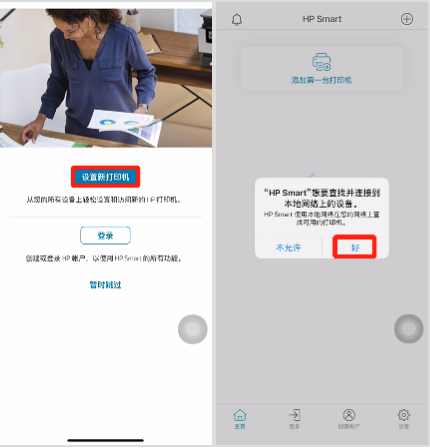 设置新打印机
从您的所有设备上轻松设置和访问新的 HP 打印机。
登录
创建或登录 HP 帐户，以使用 HP Smart 的所有功能。
暂时跳过
HP Smart
添加第一台打印机
“HP Smart”想要查找并连接到
本地网络上的设备。
HP Smart 使用本地网络在您的网络上查
找可用的打印机。
不允许
好
主页
登录
创建帐户
设置